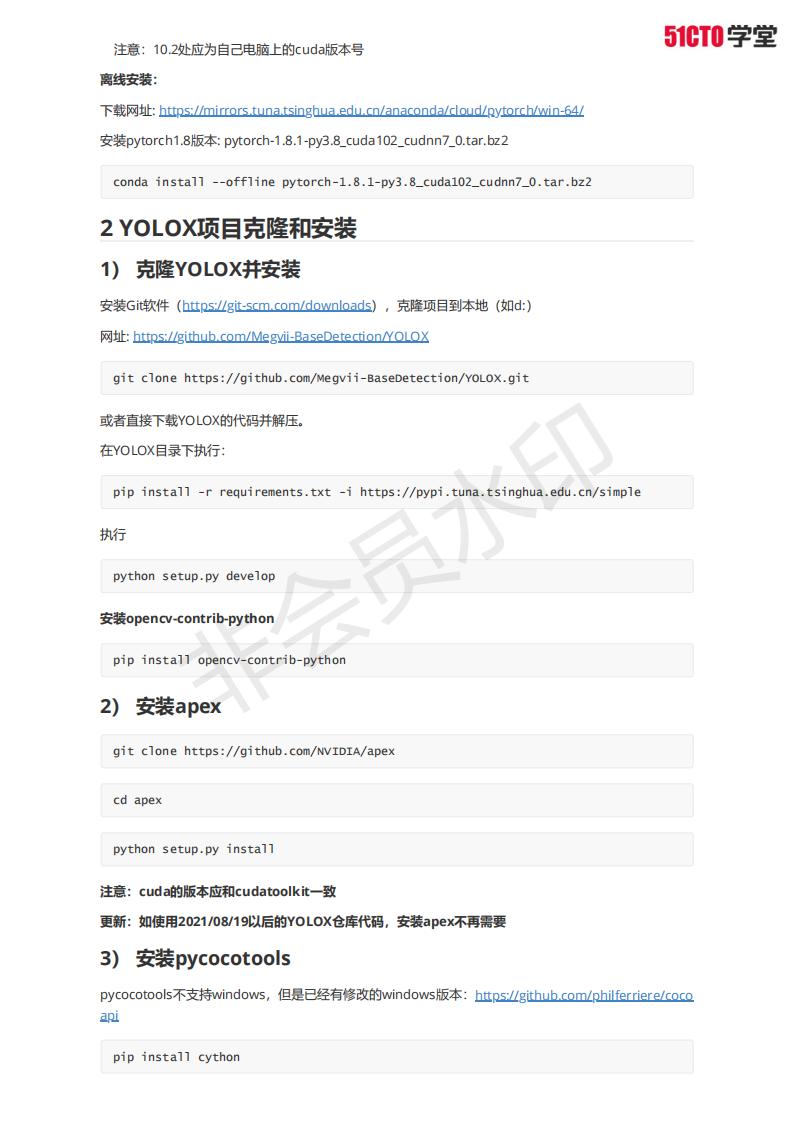 51CTO学堂
注意：10.2处应为自己电脑上的cuda版本号
离线安装：
下载网址: https://mirrors.tuna.tsinghua.edu.cn/anaconda/cloud/pytorch/win-64/
安装pytorch1.8版本: pytorch-1.8.1-py3.8_cuda102_cudnn7_0.tar.bz2
conda install --offline pytorch-1.8.1-py3.8_cuda102_cudnn7_0.tar.bz2
2 YOLOX项目克隆和安装
1） 克隆YOLOX并安装
安装Git软件（https://git-scm.com/downloads），克隆项目到本地（如d:）
网址: https://github.com/Megvii-BaseDetection/YOLOX
git clone https://github.com/Megvii-BaseDetection/YOLOX.git
或者直接下载YOLOX的代码并解压。
在YOLOX目录下执行：
pip install -r requirements.txt -i https://pypi.tuna.tsinghua.edu.cn/simple
执行
python setup.py develop
安装opencv-contrib-python
pip install opencv-contrib-python
2） 安装apex
git clone https://github.com/NVIDIA/apex
cd apex
python setup.py install
注意：cuda的版本应和cudatoolkit一致
更新：如使用2021/08/19以后的YOLOX仓库代码，安装apex不再需要
3） 安装pycocotools
pycocotools不支持windows，但是已经有修改的windows版本：https://github.com/philferriere/coco
api
pip install cython
非会员水印